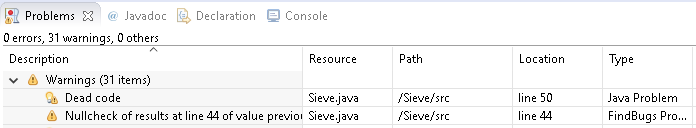 Problems @ Javadoc Declaration Console
0 errors, 31 warnings, 0 others
Description Resource Path Location Type
Warnings (31 items)
Dead code Sieve.java /Sieve/src line 50 Java Problem
Nullcheck of results at line 44 of value previou Sieve.java /Sieve/src line 44 FindBugs Pro...